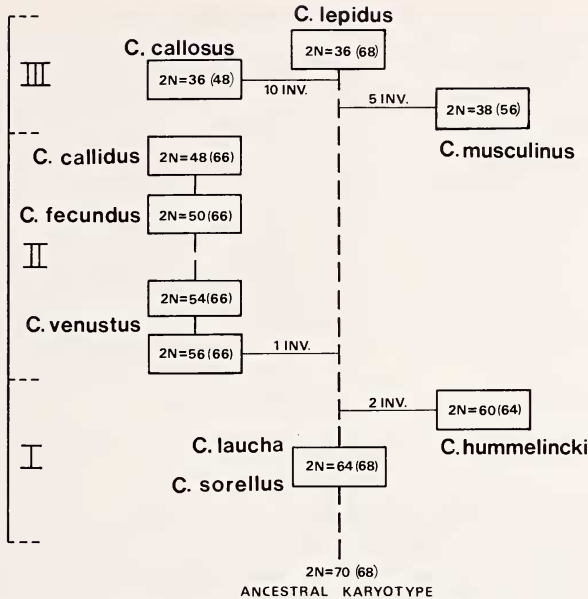 C. lepidus
C. callosus
2N=36 (68)
2N=36 (48)
III
10 INV.
5 INV.
2N=38 (56)
C. musculinus
C. callidus
2N=48 (66)
C. fecundus
2N=50 (66)
II
2N=54 (66)
C. venustus
2N=56 (66)
1 INV.
2 INV.
2N=60 (64)
C. laucha
C. hummelincki
I
2N=64 (68)
C. sorellus
2N=70 (68)
ANCESTRAL KARYOTYPE